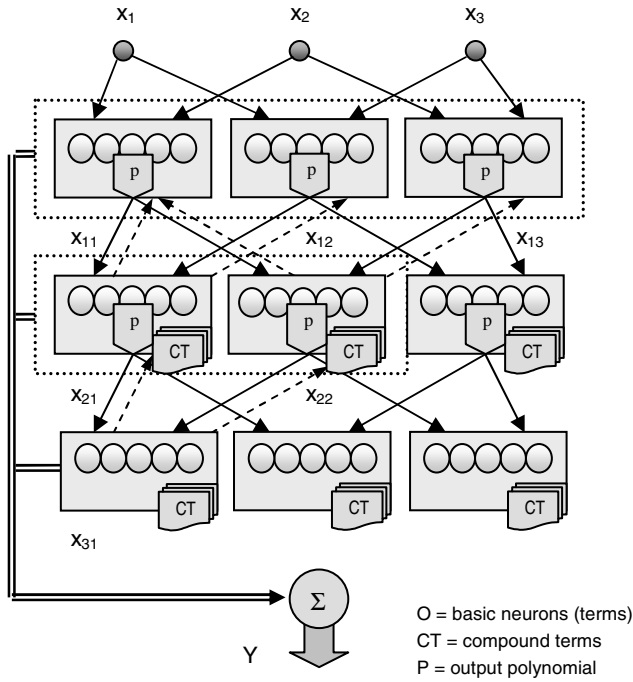 x1 x2 x3
p p p
x11 x12 x13
p p p
CT CT CT
x21 x22
CT CT CT
x31
Σ
Y
O = basic neurons (terms)
CT = compound terms
P = output polynomial